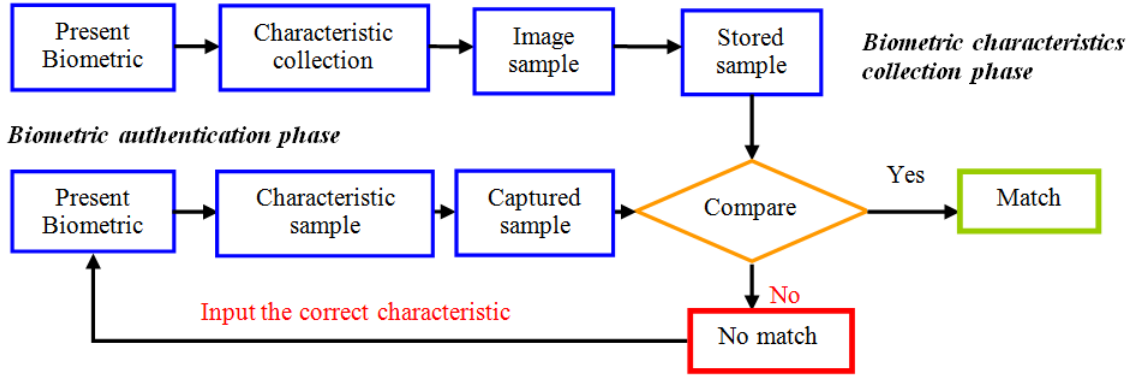 Present
Biometric
Characteristic
collection
Image
sample
Stored
sample
Biometric characteristics
collection phase
Biometric authentication phase
Present
Biometric
Characteristic
sample
Captured
sample
Compare
Yes
Match
No
No match
Input the correct characteristic